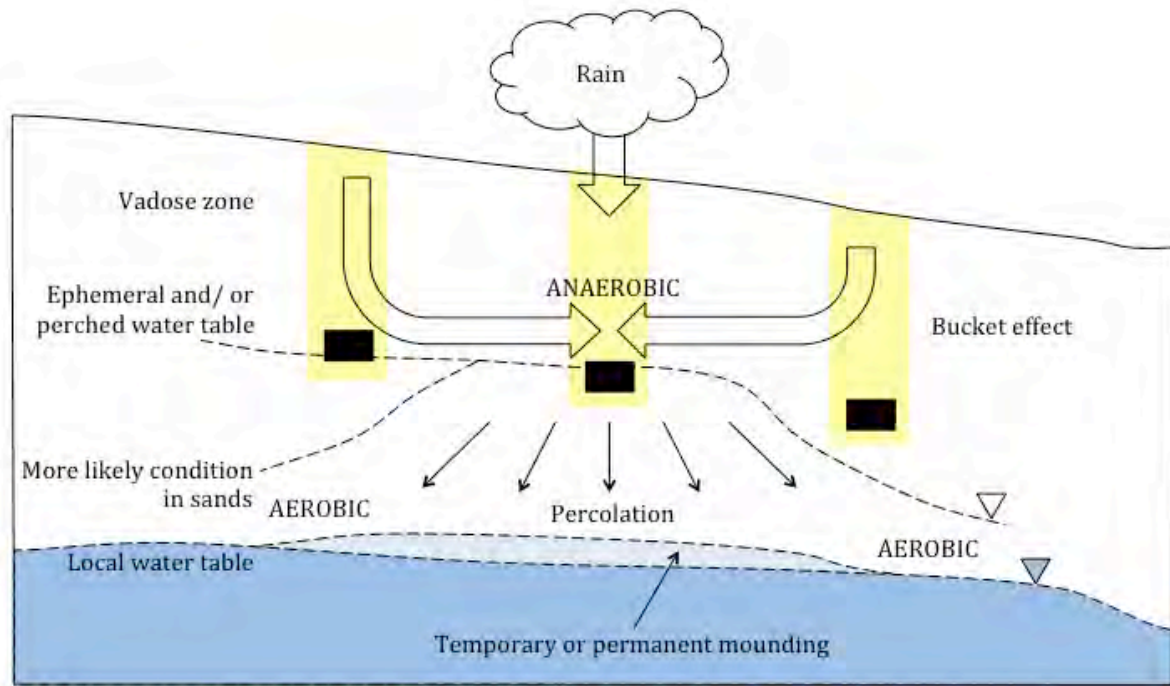 Rain
Vadose zone
ANAEROBIC
Ephemeral and/ or
perched water table
Bucket effect
More likely condition
in sands
AEROBIC
Percolation
AEROBIC
Local water table
Temporary or permanent mounding